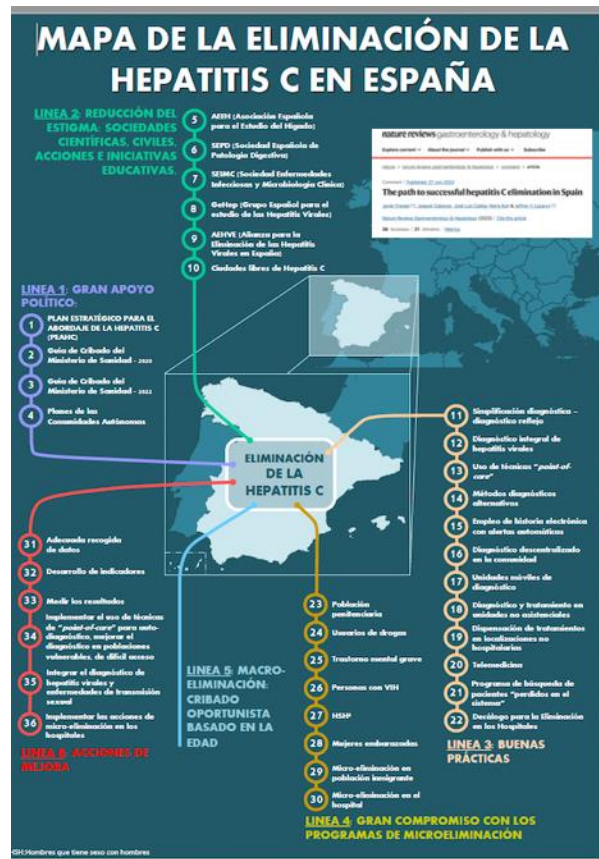 MAPA DE LA ELIMINACIÓN DE LA
HEPATITIS C EN ESPAÑA
LINEA 2: REDUCCIÓN DEL
ESTIGMA: SOCIEDADES
CIENTÍFICAS, CIVILES,
ACCIONES E INICIATIVAS
EDUCATIVAS.
5
AEEH (Asociación Española
para el Estudio del Hígado)
6
SEPD (Sociedad Española de
Patología Digestiva)
7
SEIMC (Sociedad Enfermedades
Infecciosas y Microbiología Clínica)
8
GeHep (Grupo Español para el
estudio de las Hepatitis Virales)
9
AEHVE (Alianza para la
Eliminación de las Hepatitis
Virales en España)
10
Ciudades libres de Hepatitis C
nature reviews gastroenterology & hepatology
Explore content
About the journal
Publish with us
Subscribe
The path to successful hepatitis C elimination in Spain
LINEA 1: GRAN APOYO
POLÍTICO:
1
PLAN ESTRATÉGICO PARA EL
ABORDAJE DE LA HEPATITIS C
(PEAHC)
2
Guía de Cribado del
Ministerio de Sanidad - 2020
3
Guía de Cribado del
Ministerio de Sanidad - 2022
4
Planes de las
Comunidades Autónomas
ELIMINACIÓN
DE LA
HEPATITIS C
11
Simplificación diagnóstica –
diagnóstico reflejo
12
Diagnóstico integral de
hepatitis virales
13
Uso de técnicas "point-of-
care"
14
Métodos diagnósticos
alternativos
15
Empleo de historia electrónica
con alertas automáticas
16
Diagnóstico descentralizado
en la comunidad
17
Unidades móviles de
diagnóstico
18
Diagnóstico y tratamiento en
unidades no asistenciales
19
Dispensación de tratamientos
en localizaciones no
hospitalarias
20
Telemedicina
21
Programa de búsqueda de
pacientes "perdidos en el
sistema"
22
Decálogo para la Eliminación
en los Hospitales
LINEA 3: BUENAS
PRÁCTICAS
31
Adecuada recogida
de datos
32
Desarrollo de indicadores
33
Medir los resultados
34
Implementar el uso de técnicas
de "point-of-care" para auto-
diagnóstico, mejorar el
diagnóstico en poblaciones
vulnerables, de difícil acceso
35
Integrar el diagnóstico de
hepatitis virales y
enfermedades de transmisión
sexual
36
Implementar las acciones de
micro-eliminación en los
hospitales
LINEA 6: ACCIONES DE
MEJORA
LINEA 5: MACRO-
ELIMINACIÓN:
CRIBADO
OPORTUNISTA
BASADO EN LA
EDAD
23
Población
penitenciaria
24
Usuarios de drogas
25
Trastorno mental grave
26
Personas con VIH
27
HSH*
28
Mujeres embarazadas
29
Micro-eliminación en
población inmigrante
30
Micro-eliminación en el
hospital
LINEA 4: GRAN COMPROMISO CON LOS
PROGRAMAS DE MICROELIMINACIÓN
HSH:Hombres que tiene sexo con hombres